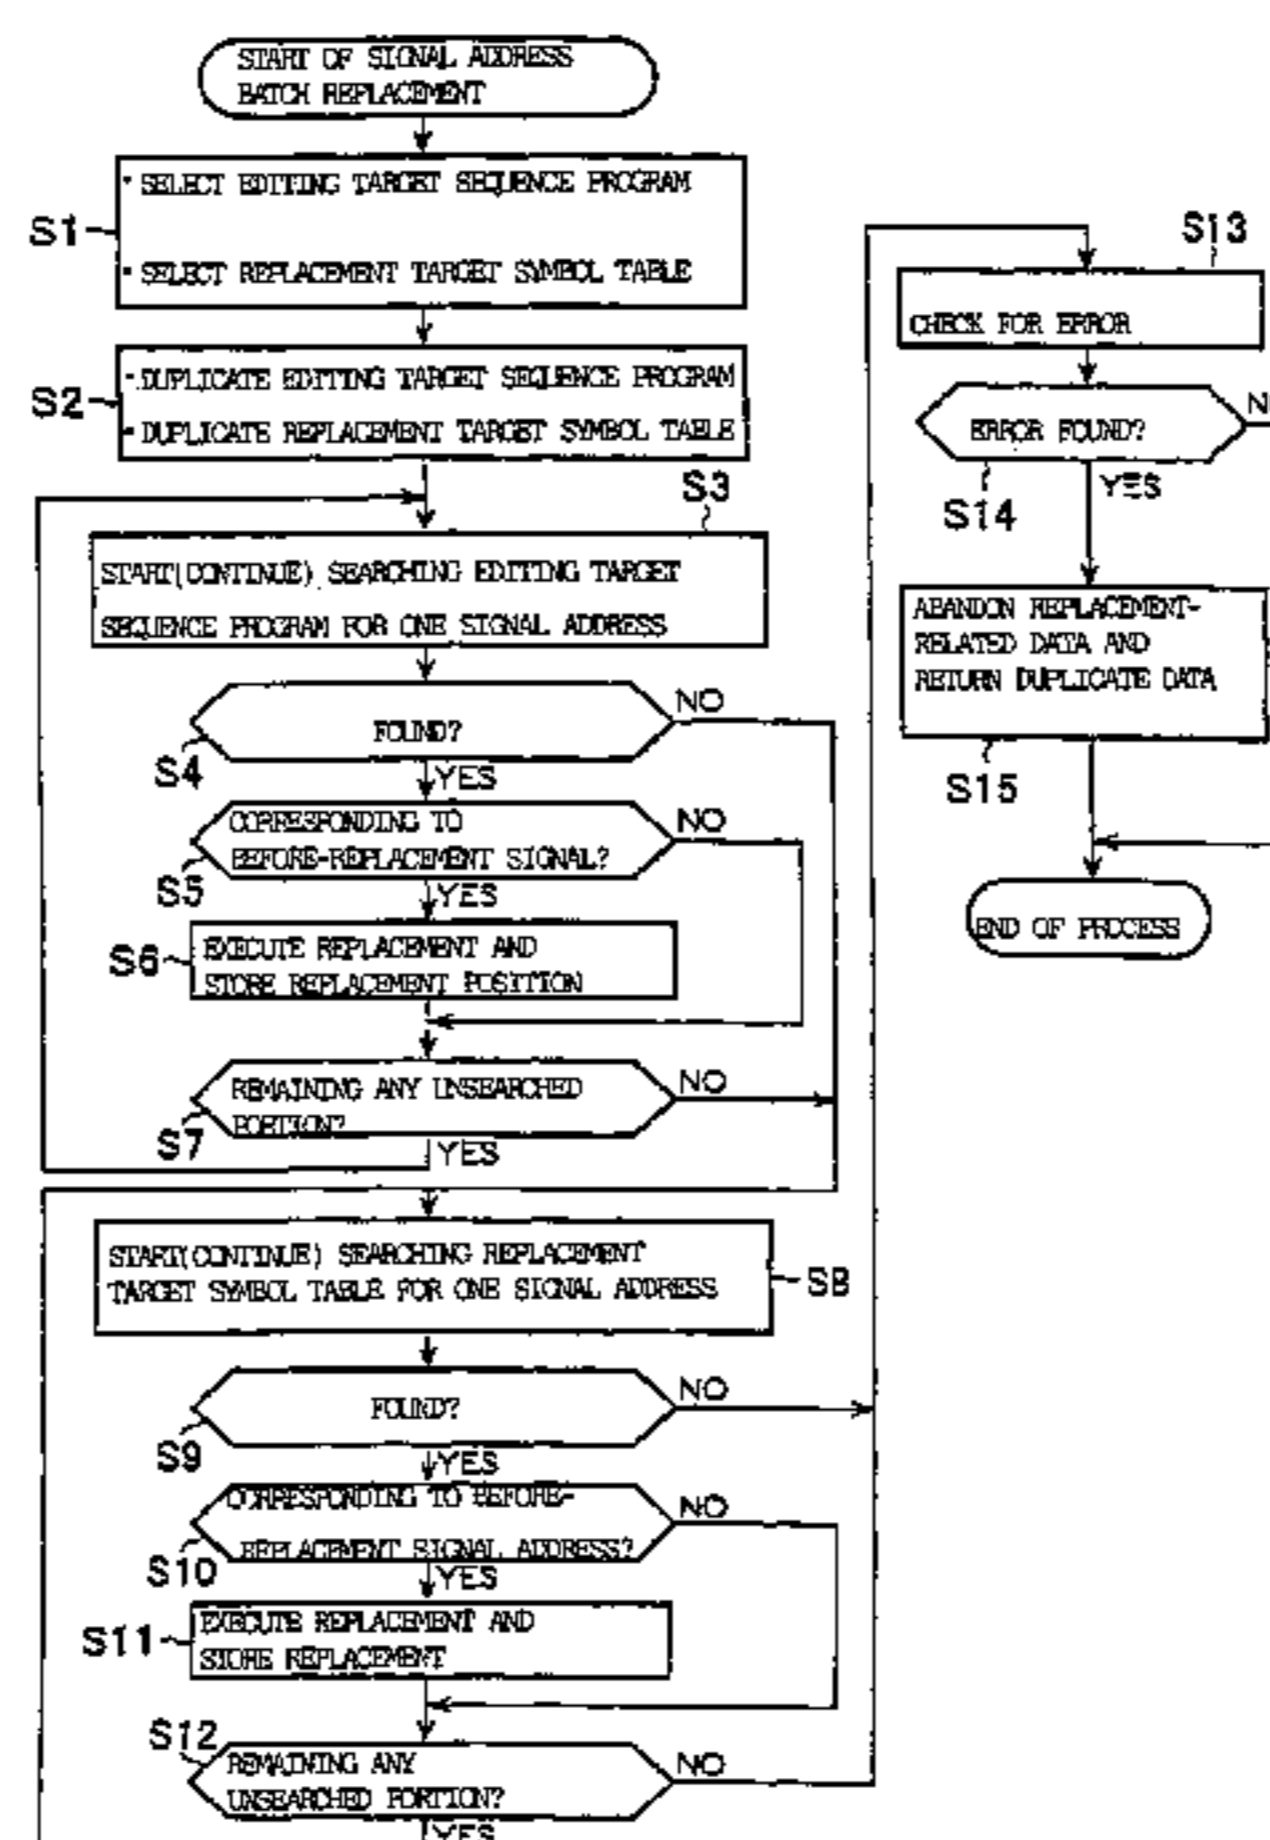 START OF SIGNAL ADDRESS
BATCH REPLACEMENT
S1
• SELECT EDITING TARGET SEQUENCE PROGRAM
• SELECT REPLACEMENT TARGET SYMBOL TABLE
S2
• DUPLICATE EDITING TARGET SEQUENCE PROGRAM
• DUPLICATE REPLACEMENT TARGET SYMBOL TABLE
S3
START(CONTINUE) SEARCHING EDITING TARGET
SEQUENCE PROGRAM FOR ONE SIGNAL ADDRESS
FOUND?
NO
S4
YES
CORRESPONDING TO
BEFORE-REPLACEMENT SIGNAL?
NO
S5
YES
S6
EXECUTE REPLACEMENT AND
STORE REPLACEMENT POSITION
REMAINING ANY UNSEARCHED
PORTION?
NO
S7
YES
START(CONTINUE) SEARCHING REPLACEMENT
TARGET SYMBOL TABLE FOR ONE SIGNAL ADDRESS
S8
FOUND?
NO
S9
YES
CORRESPONDING TO BEFORE-
REPLACEMENT SIGNAL ADDRESS?
NO
S10
YES
S11
EXECUTE REPLACEMENT AND
STORE REPLACEMENT
S12
REMAINING ANY
UNSEARCHED PORTION?
NO
YES
S13
CHECK FOR ERROR
ERROR FOUND?
S14
YES
ABANDON REPLACEMENT-
RELATED DATA AND
RETURN DUPLICATE DATA
S15
END OF PROCESS